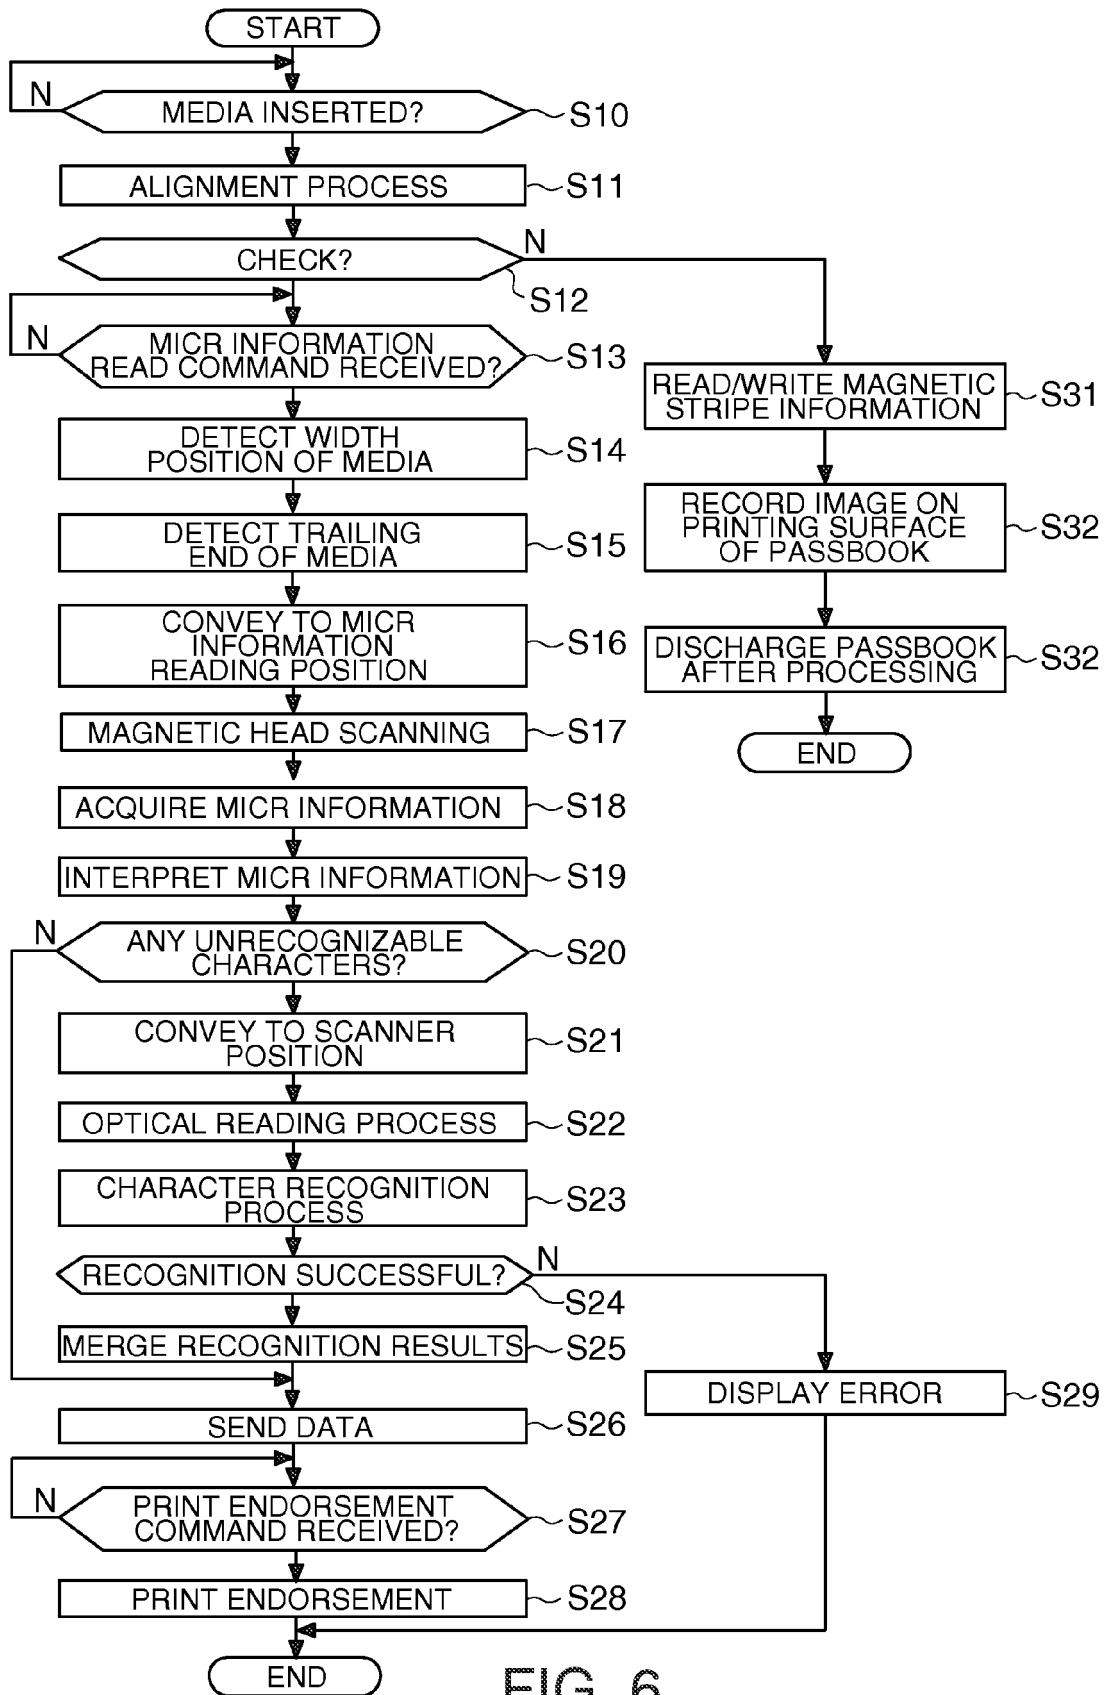 START
N
MEDIA INSERTED?
S10
ALIGNMENT PROCESS
S11
CHECK?
N
S12
N
MICR INFORMATION
READ COMMAND RECEIVED?
S13
DETECT WIDTH
POSITION OF MEDIA
S14
DETECT TRAILING
END OF MEDIA
S15
CONVEY TO MICR
INFORMATION
READING POSITION
S16
MAGNETIC HEAD SCANNING
S17
ACQUIRE MICR INFORMATION
S18
INTERPRET MICR INFORMATION
S19
N
ANY UNRECOGNIZABLE
CHARACTERS?
S20
CONVEY TO SCANNER
POSITION
S21
OPTICAL READING PROCESS
S22
CHARACTER RECOGNITION
PROCESS
S23
RECOGNITION SUCCESSFUL?
N
S24
MERGE RECOGNITION RESULTS
S25
SEND DATA
S26
N
PRINT ENDORSEMENT
COMMAND RECEIVED?
S27
PRINT ENDORSEMENT
S28
END
READ/WRITE MAGNETIC
STRIPE INFORMATION
S31
RECORD IMAGE ON
PRINTING SURFACE
OF PASSBOOK
S32
DISCHARGE PASSBOOK
AFTER PROCESSING
S32
END
DISPLAY ERROR
S29
FIG. 6